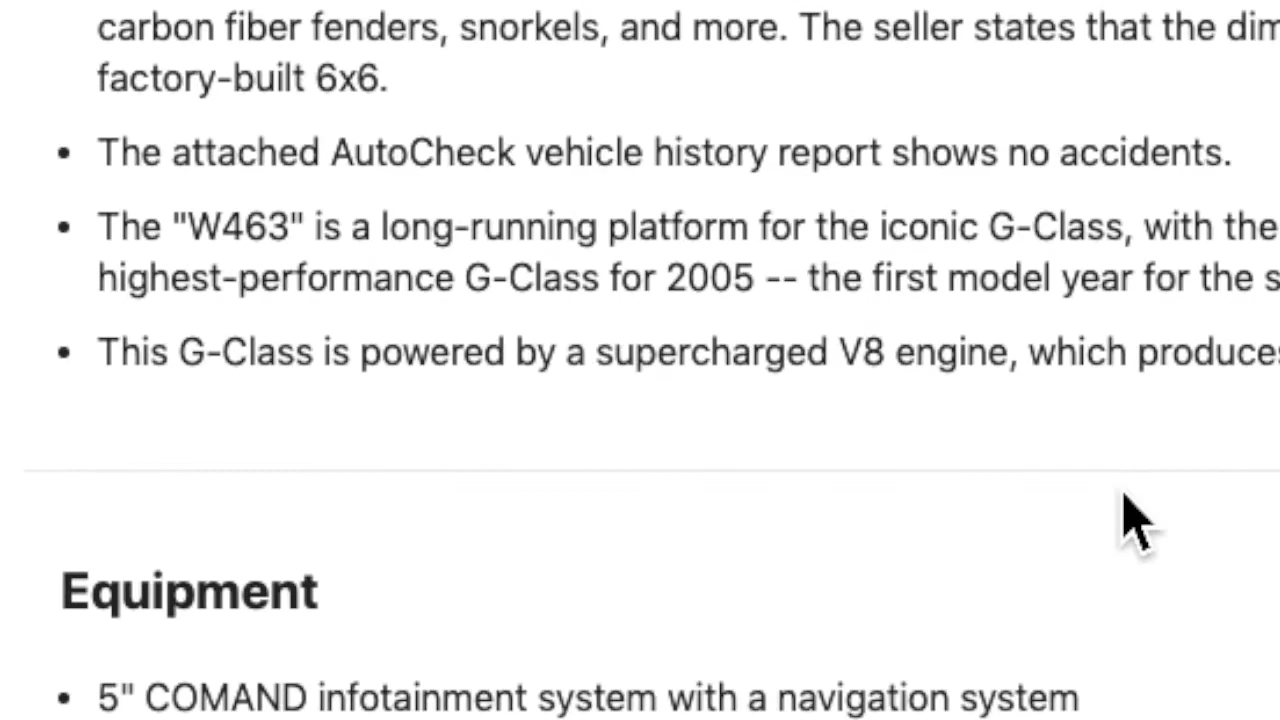 carbon fiber fenders, snorkels, and more. The seller states that the
factory-built 6x6.
• The attached AutoCheck vehicle history report shows no accidents.
• The "W463" is a long-running platform for the iconic G-Class, with the
highest-performance G-Class for 2005 -- the first model year for the
• This G-Class is powered by a supercharged V8 engine, which produces
Equipment
• 5" COMAND infotainment system with a navigation system